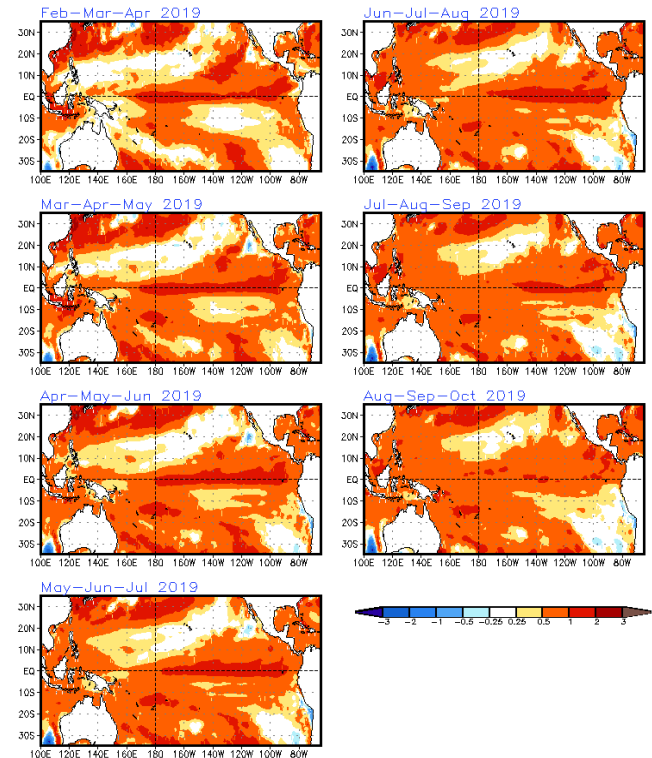 Feb-Mar-Apr 2019
30N
20N
10N
EQ
10S
20S
30S
100E 120E 140E 160E 180 160W 140W 120W 100W 80W
Mar-Apr-May 2019
30N
20N
10N
EQ
10S
20S
30S
100E 120E 140E 160E 180 160W 140W 120W 100W 80W
Apr-May-Jun 2019
30N
20N
10N
EQ
10S
20S
30S
100E 120E 140E 160E 180 160W 140W 120W 100W 80W
May-Jun-Jul 2019
30N
20N
10N
EQ
10S
20S
30S
100E 120E 140E 160E 180 160W 140W 120W 100W 80W
Jun-Jul-Aug 2019
30N
20N
10N
EQ
10S
20S
30S
100E 120E 140E 160E 180 160W 140W 120W 100W 80W
Jul-Aug-Sep 2019
30N
20N
10N
EQ
10S
20S
30S
100E 120E 140E 160E 180 160W 140W 120W 100W 80W
Aug-Sep-Oct 2019
30N
20N
10N
EQ
10S
20S
30S
100E 120E 140E 160E 180 160W 140W 120W 100W 80W
-3 -2 -1 -0.5 -0.25 0.25 0.5 1 2 3